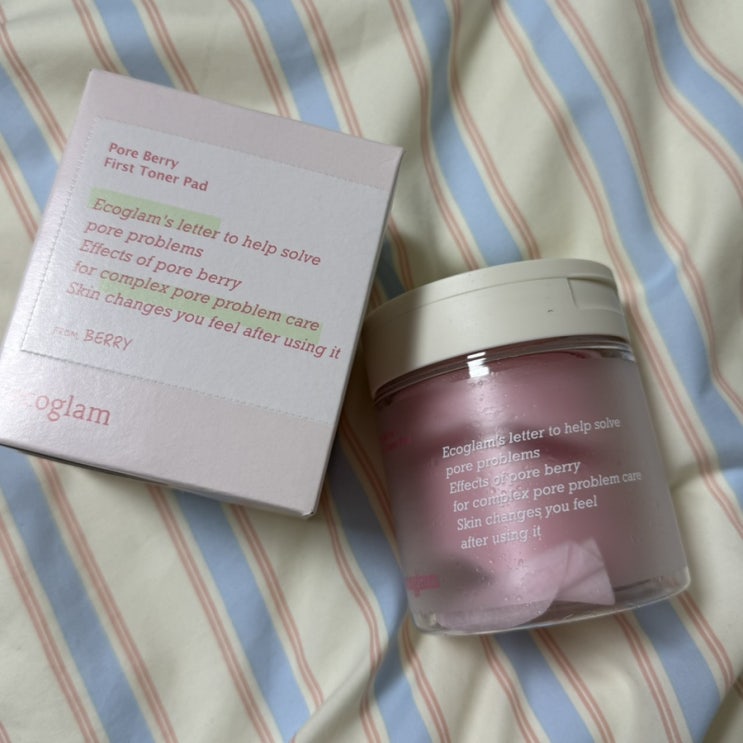 Pore Berry
First Toner Pad
Ecoglam's letter to help solve
pore problems
Effects of pore berry
for complex pore problem care
Skin changes you feel after using it
FROM. BERRY
oglam
Ecoglam's letter to help solve
pore problems
Effects of pore berry
for complex pore problem care
Skin changes you feel
after using it
oglam